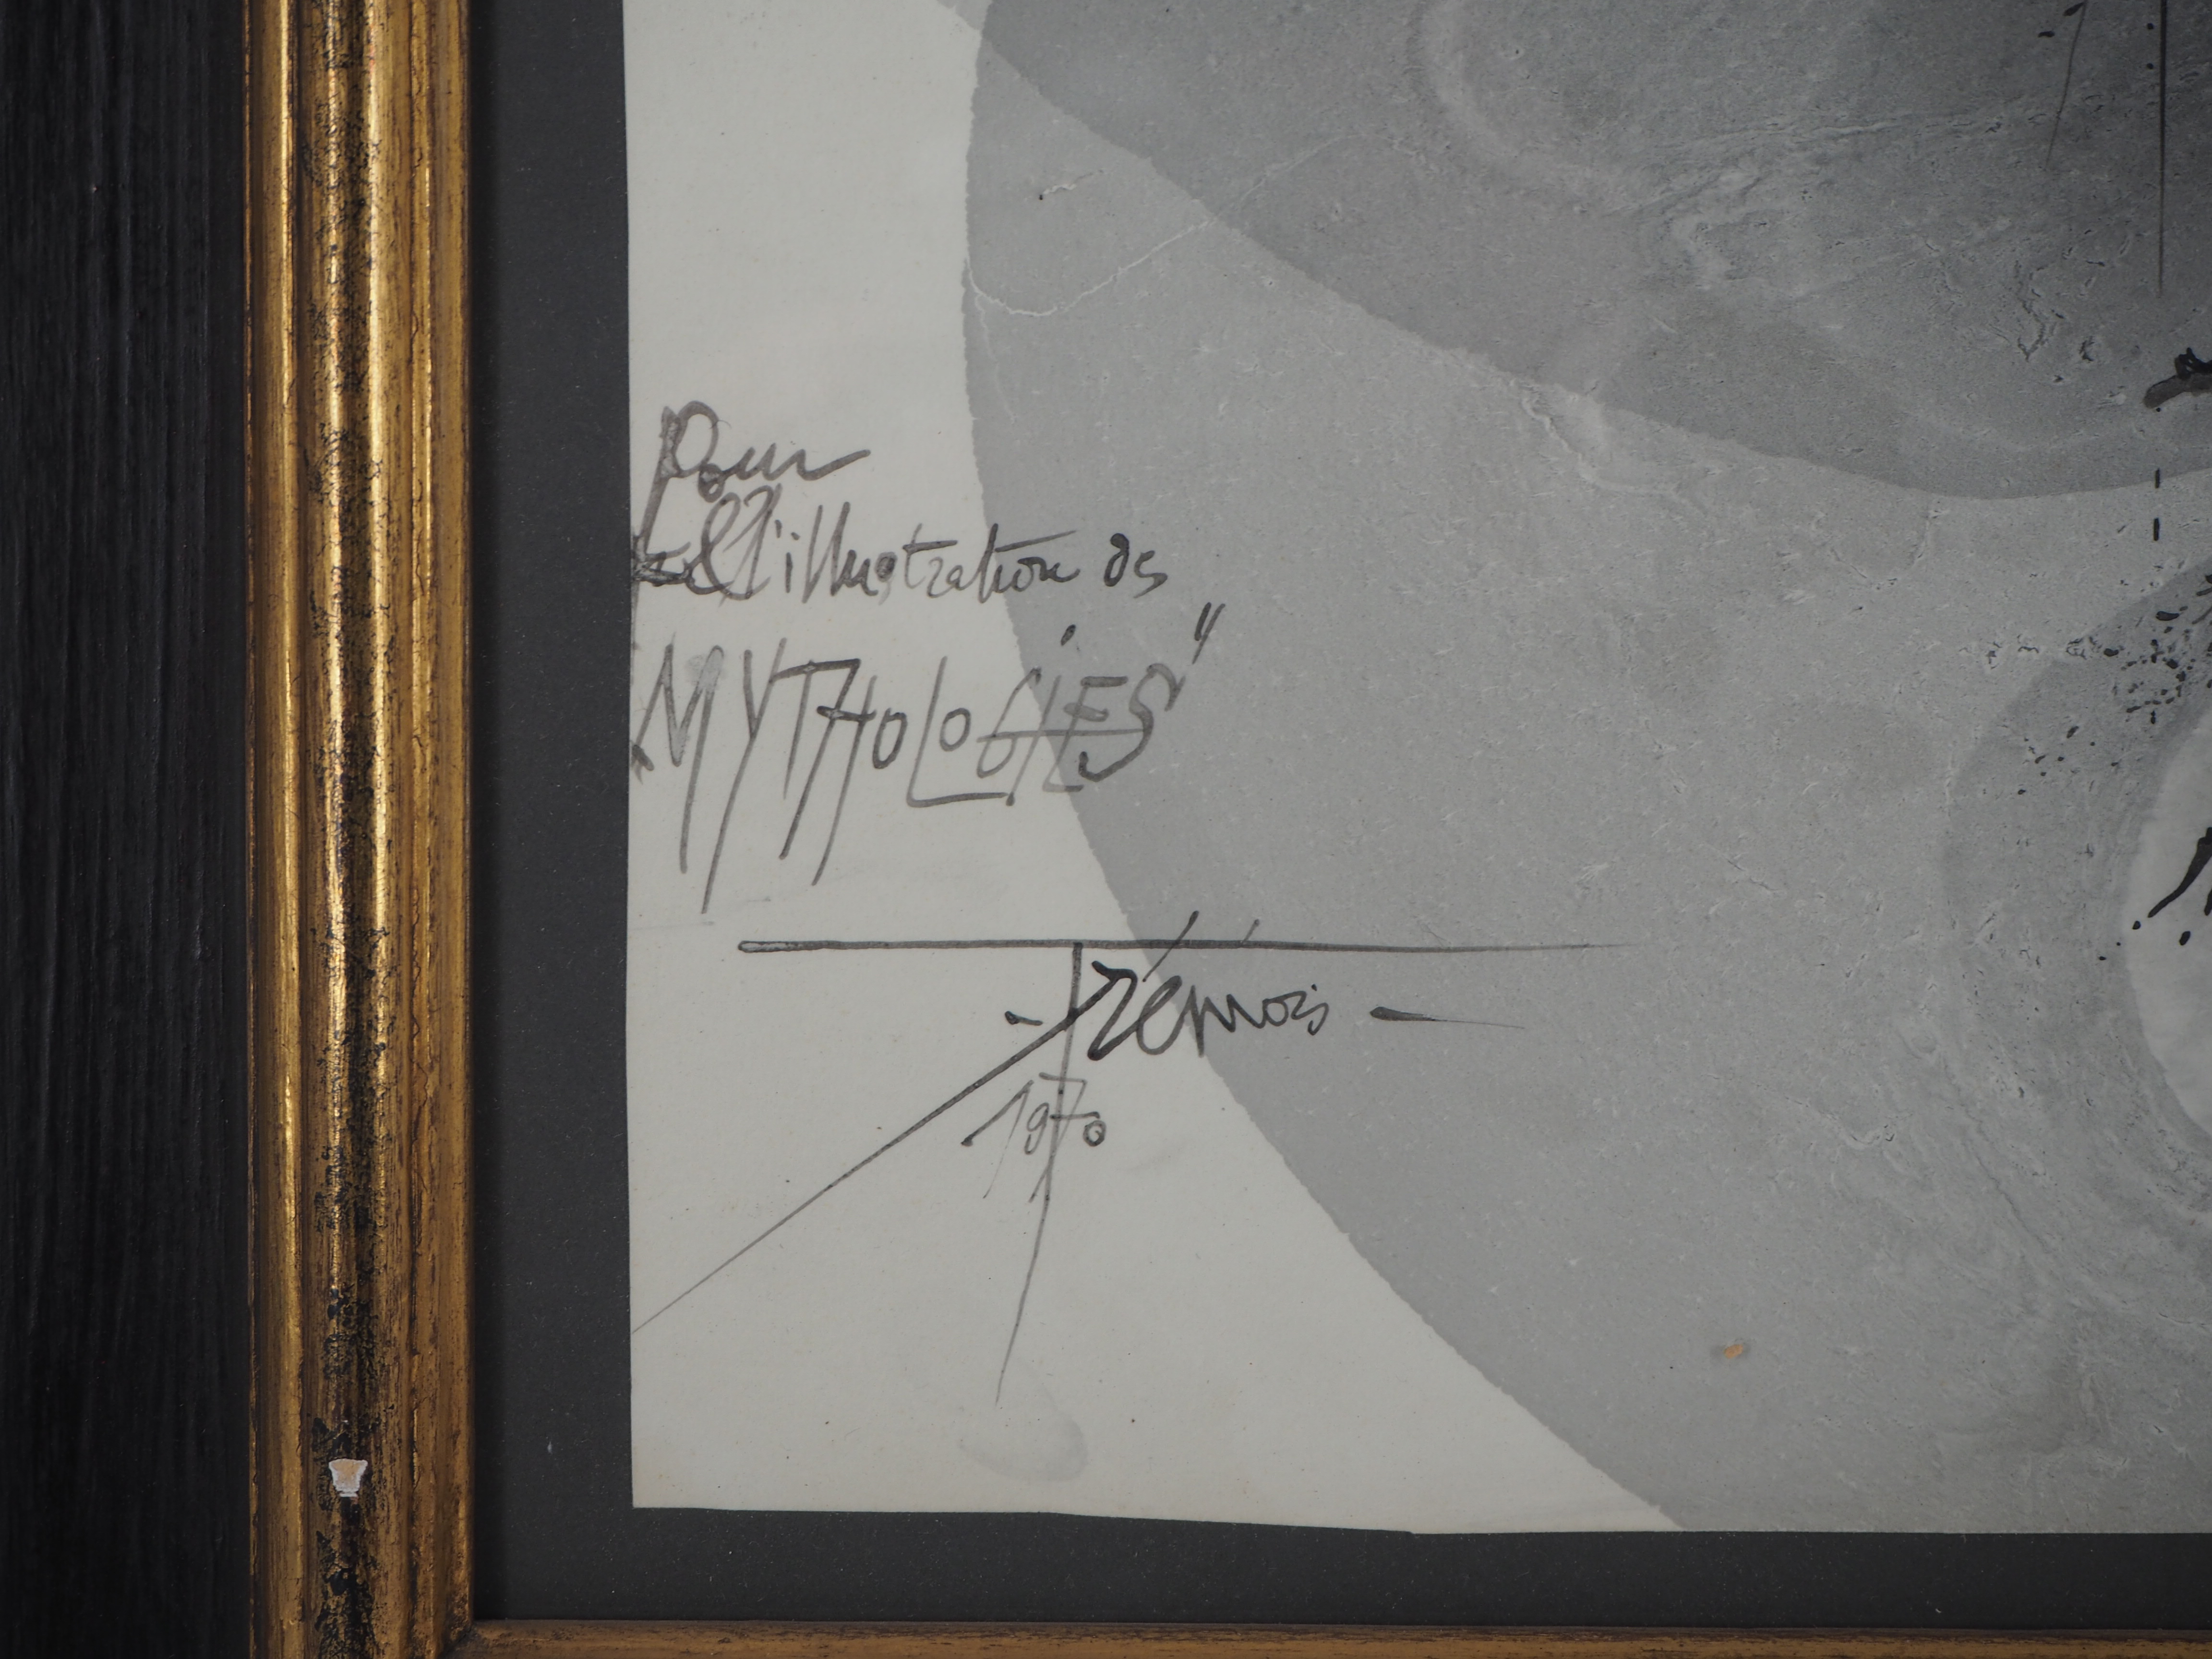 Pour
l'illustration des
MYTHOLOGIES"
- Trémois -
1970